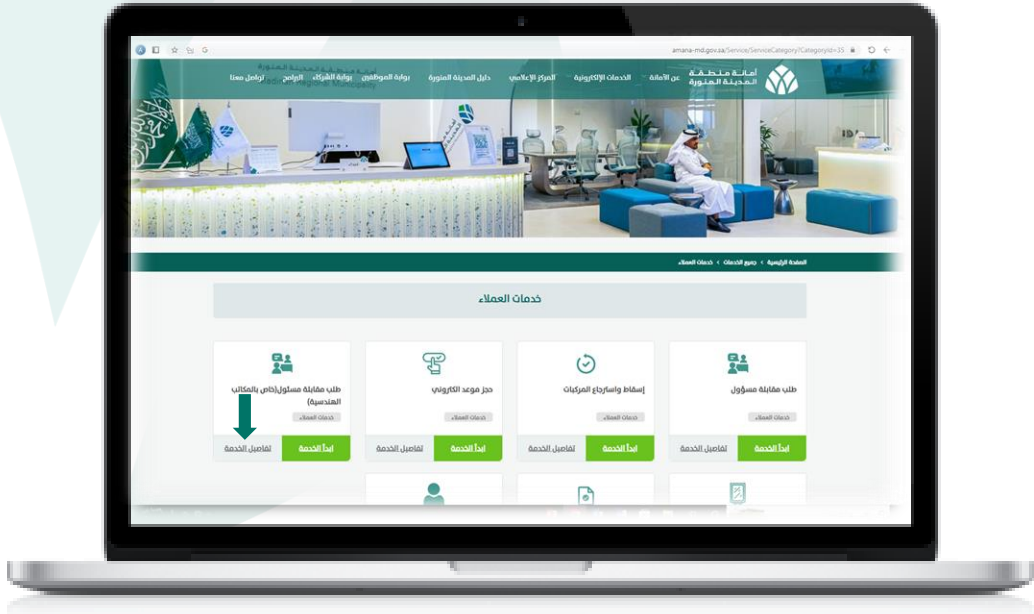 amana-md.gov.sa/Service/ServiceCategory?CategoryId=35
أمانة منطقة
المدينة المنورة
عن الأمانة
الخدمات الإلكترونية
المركز الإعلامي
دليل المدينة المنورة
بوابة الموظفين
بوابة الشركاء
البرامج
تواصل معنا
الصفحة الرئيسية > جميع الخدمات > خدمات العملاء
خدمات العملاء
طلب مقابلة مسؤول
خدمات العملاء
ابدأ الخدمة
تفاصيل الخدمة
إسقاط واسترجاع المركبات
خدمات العملاء
ابدأ الخدمة
تفاصيل الخدمة
حجز موعد الكتروني
خدمات العملاء
ابدأ الخدمة
تفاصيل الخدمة
طلب مقابلة مسئول(خاص بالمكاتب
الهندسية)
خدمات العملاء
ابدأ الخدمة
تفاصيل الخدمة